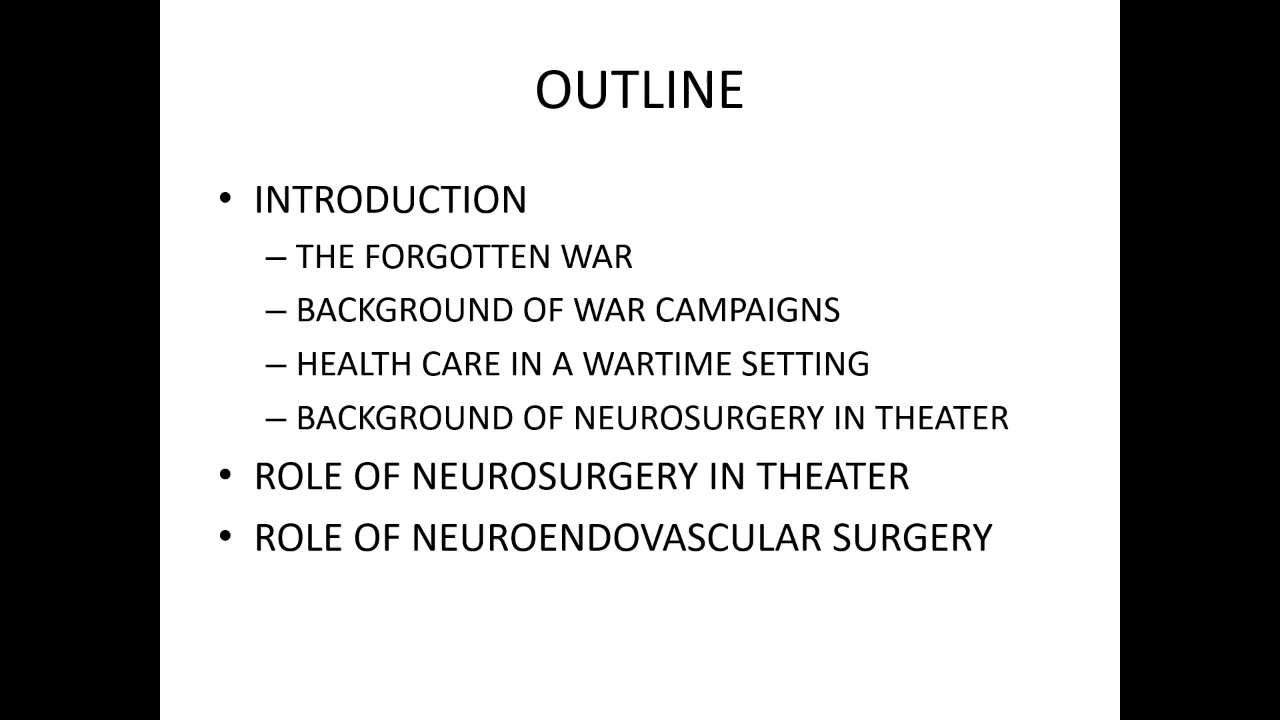 OUTLINE
• INTRODUCTION
– THE FORGOTTEN WAR
– BACKGROUND OF WAR CAMPAIGNS
– HEALTH CARE IN A WARTIME SETTING
– BACKGROUND OF NEUROSURGERY IN THEATER
• ROLE OF NEUROSURGERY IN THEATER
• ROLE OF NEUROENDOVASCULAR SURGERY